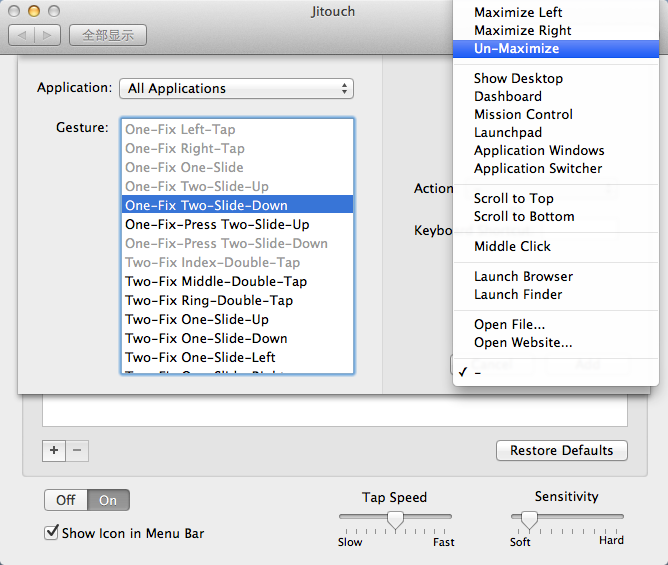 Jitouch
全部显示
Application:
All Applications
Gesture:
One-Fix Left-Tap
One-Fix Right-Tap
One-Fix One-Slide
One-Fix Two-Slide-Up
One-Fix Two-Slide-Down
One-Fix-Press Two-Slide-Up
One-Fix-Press Two-Slide-Down
Two-Fix Index-Double-Tap
Two-Fix Middle-Double-Tap
Two-Fix Ring-Double-Tap
Two-Fix One-Slide-Up
Two-Fix One-Slide-Down
Two-Fix One-Slide-Left
Two-Fix One-Slide-Right
Action
Keyboard
Maximize Left
Maximize Right
Un-Maximize
Show Desktop
Dashboard
Mission Control
Launchpad
Application Windows
Application Switcher
Scroll to Top
Scroll to Bottom
Middle Click
Launch Browser
Launch Finder
Open File...
Open Website...
✓ -
+ −
Restore Defaults
Off On
Show Icon in Menu Bar
Tap Speed
Slow Fast
Sensitivity
Soft Hard